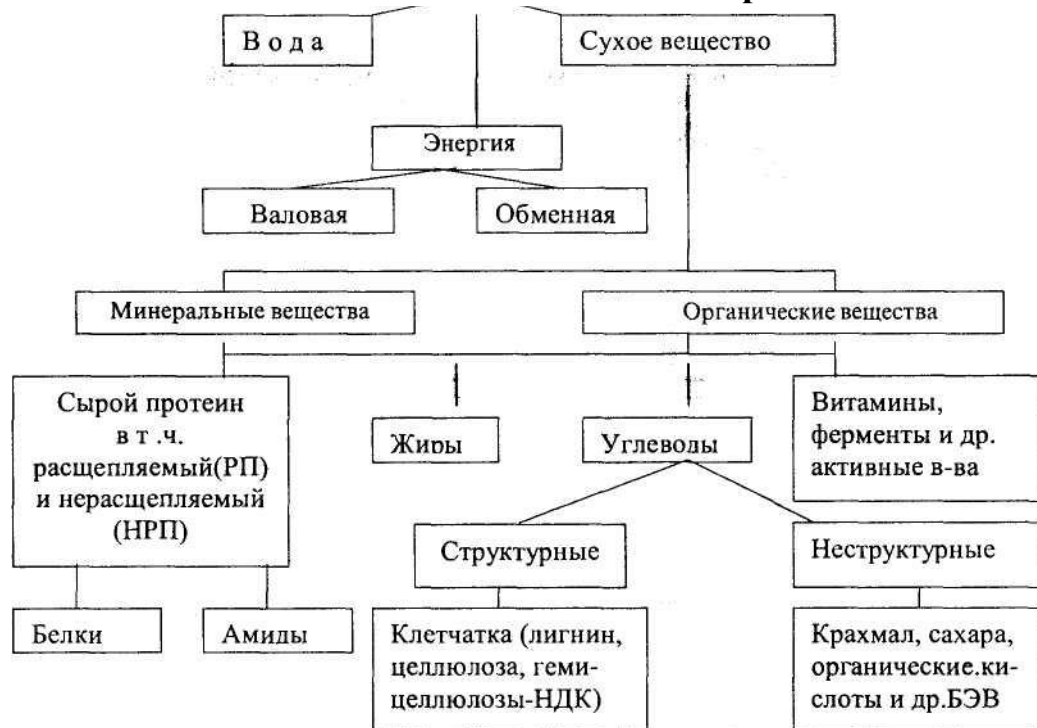 В о д а
Сухое вещество
Энергия
Валовая
Обменная
Минеральные вещества
Органические вещества
Сырой протеин
в т .ч.
расщепляемый(РП)
и нерасщепляемый
(НРП)
Жиры
Углеводы
Витамины,
ферменты и др.
активные в-ва
Структурные
Неструктурные
Белки
Амиды
Клетчатка (лигнин,
целлюлоза, геми-
целлюлозы-НДК)
Крахмал, сахара,
органические.ки-
слоты и др.БЭВ